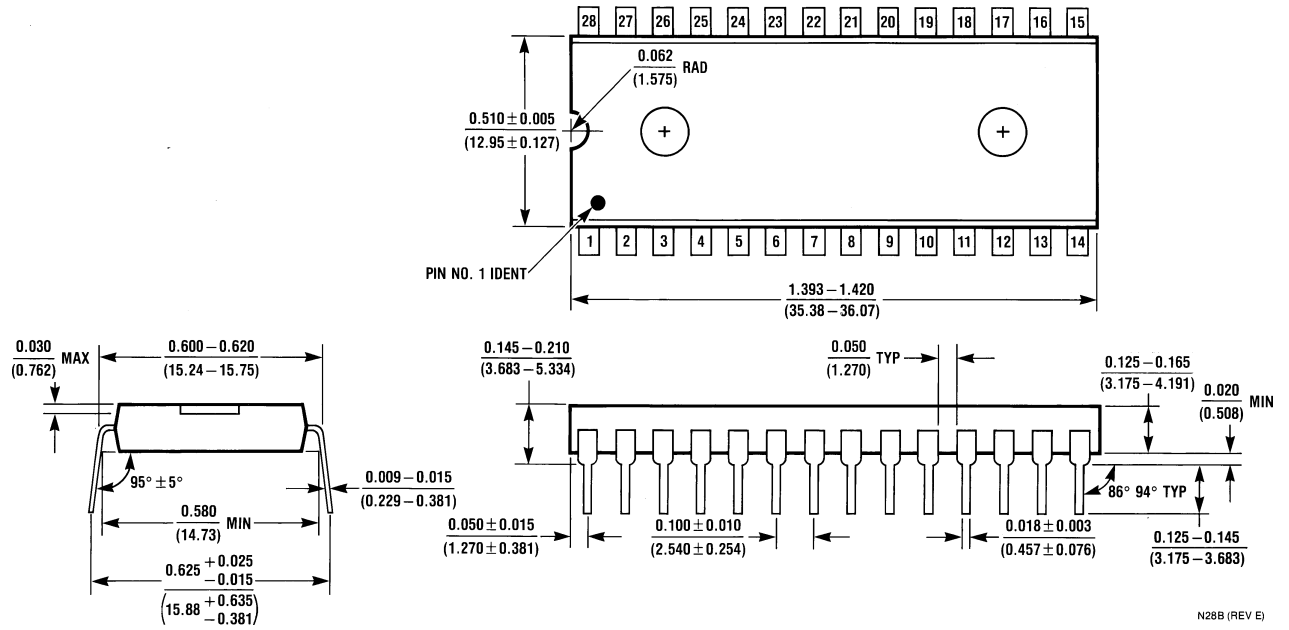 28 27 26 25 24 23 22 21 20 19 18 17 16 15
0.062
(1.575)
RAD
0.510 ± 0.005
(12.95 ± 0.127)
1 2 3 4 5 6 7 8 9 10 11 12 13 14
PIN NO. 1 IDENT
1.393 – 1.420
(35.38 – 36.07)
0.030
(0.762)
MAX
0.600 – 0.620
(15.24 – 15.75)
95° ± 5°
0.009 – 0.015
(0.229 – 0.381)
0.580
(14.73)
MIN
0.625 + 0.025
– 0.015
(15.88 + 0.635
– 0.381)
0.145 – 0.210
(3.683 – 5.334)
0.050
(1.270)
TYP
0.125 – 0.165
(3.175 – 4.191)
0.020
(0.508)
MIN
86° 94° TYP
0.050 ± 0.015
(1.270 ± 0.381)
0.100 ± 0.010
(2.540 ± 0.254)
0.018 ± 0.003
(0.457 ± 0.076)
0.125 – 0.145
(3.175 – 3.683)
N28B (REV E)